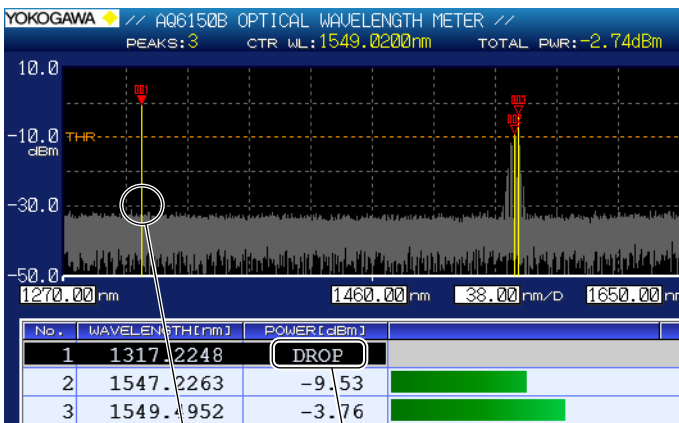 YOKOGAWA // AQ6150B OPTICAL WAVELENGTH METER //
PEAKS:3 CTR WL:1549.0200nm TOTAL PWR:-2.74dBm
10.0
001
003
002
-10.0 THR
dBm
-30.0
-50.0
1270.00 nm 1460.00 nm 38.00 nm/D 1650.00 nm
No. WAVELENGTH[nm] POWER[dBm]
1 1317.2248 DROP
2 1547.2263 -9.53
3 1549.4952 -3.76